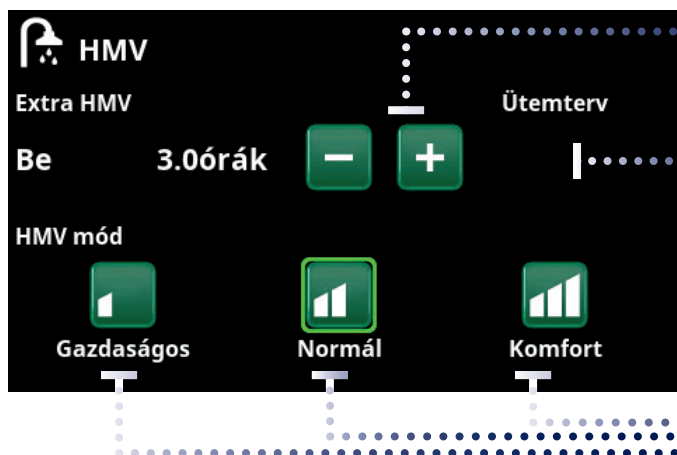 HMV
Extra HMV Ütemterv
Be 3.0órák − +
HMV mód
Gazdaságos Normál Komfort